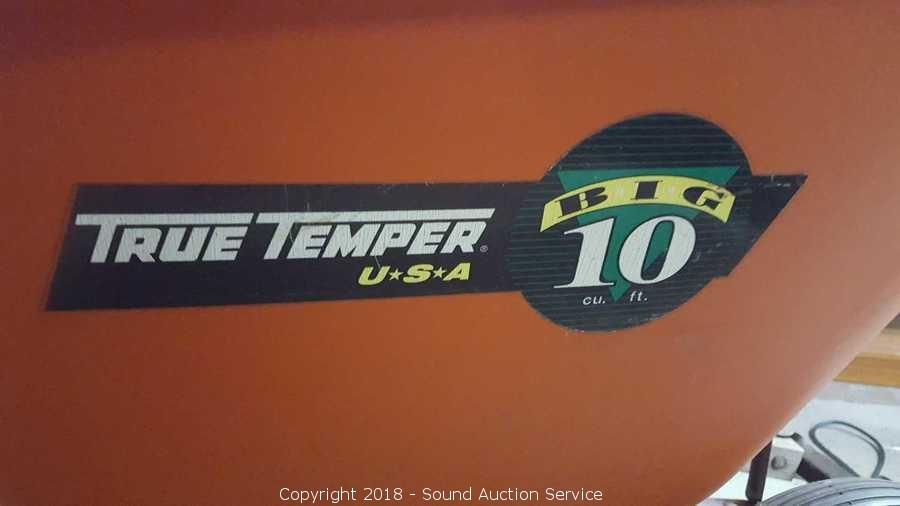 TRUE TEMPER®
U★S★A
BIG
10
cu. ft.
Copyright 2018 - Sound Auction Service